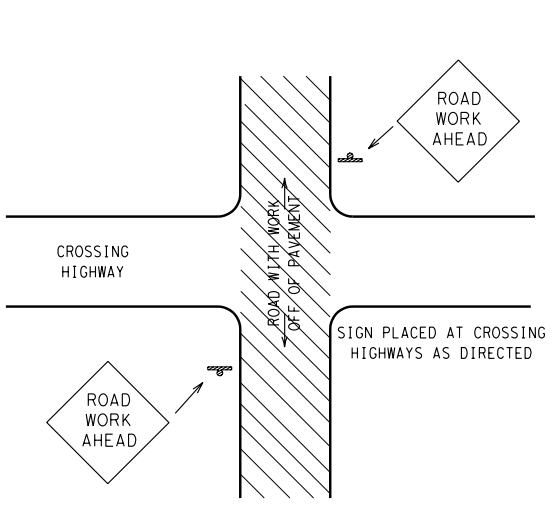 ROAD
WORK
AHEAD
ROAD WITH WORK
OFF OF PAVEMENT
CROSSING
HIGHWAY
SIGN PLACED AT CROSSING
HIGHWAYS AS DIRECTED
ROAD
WORK
AHEAD